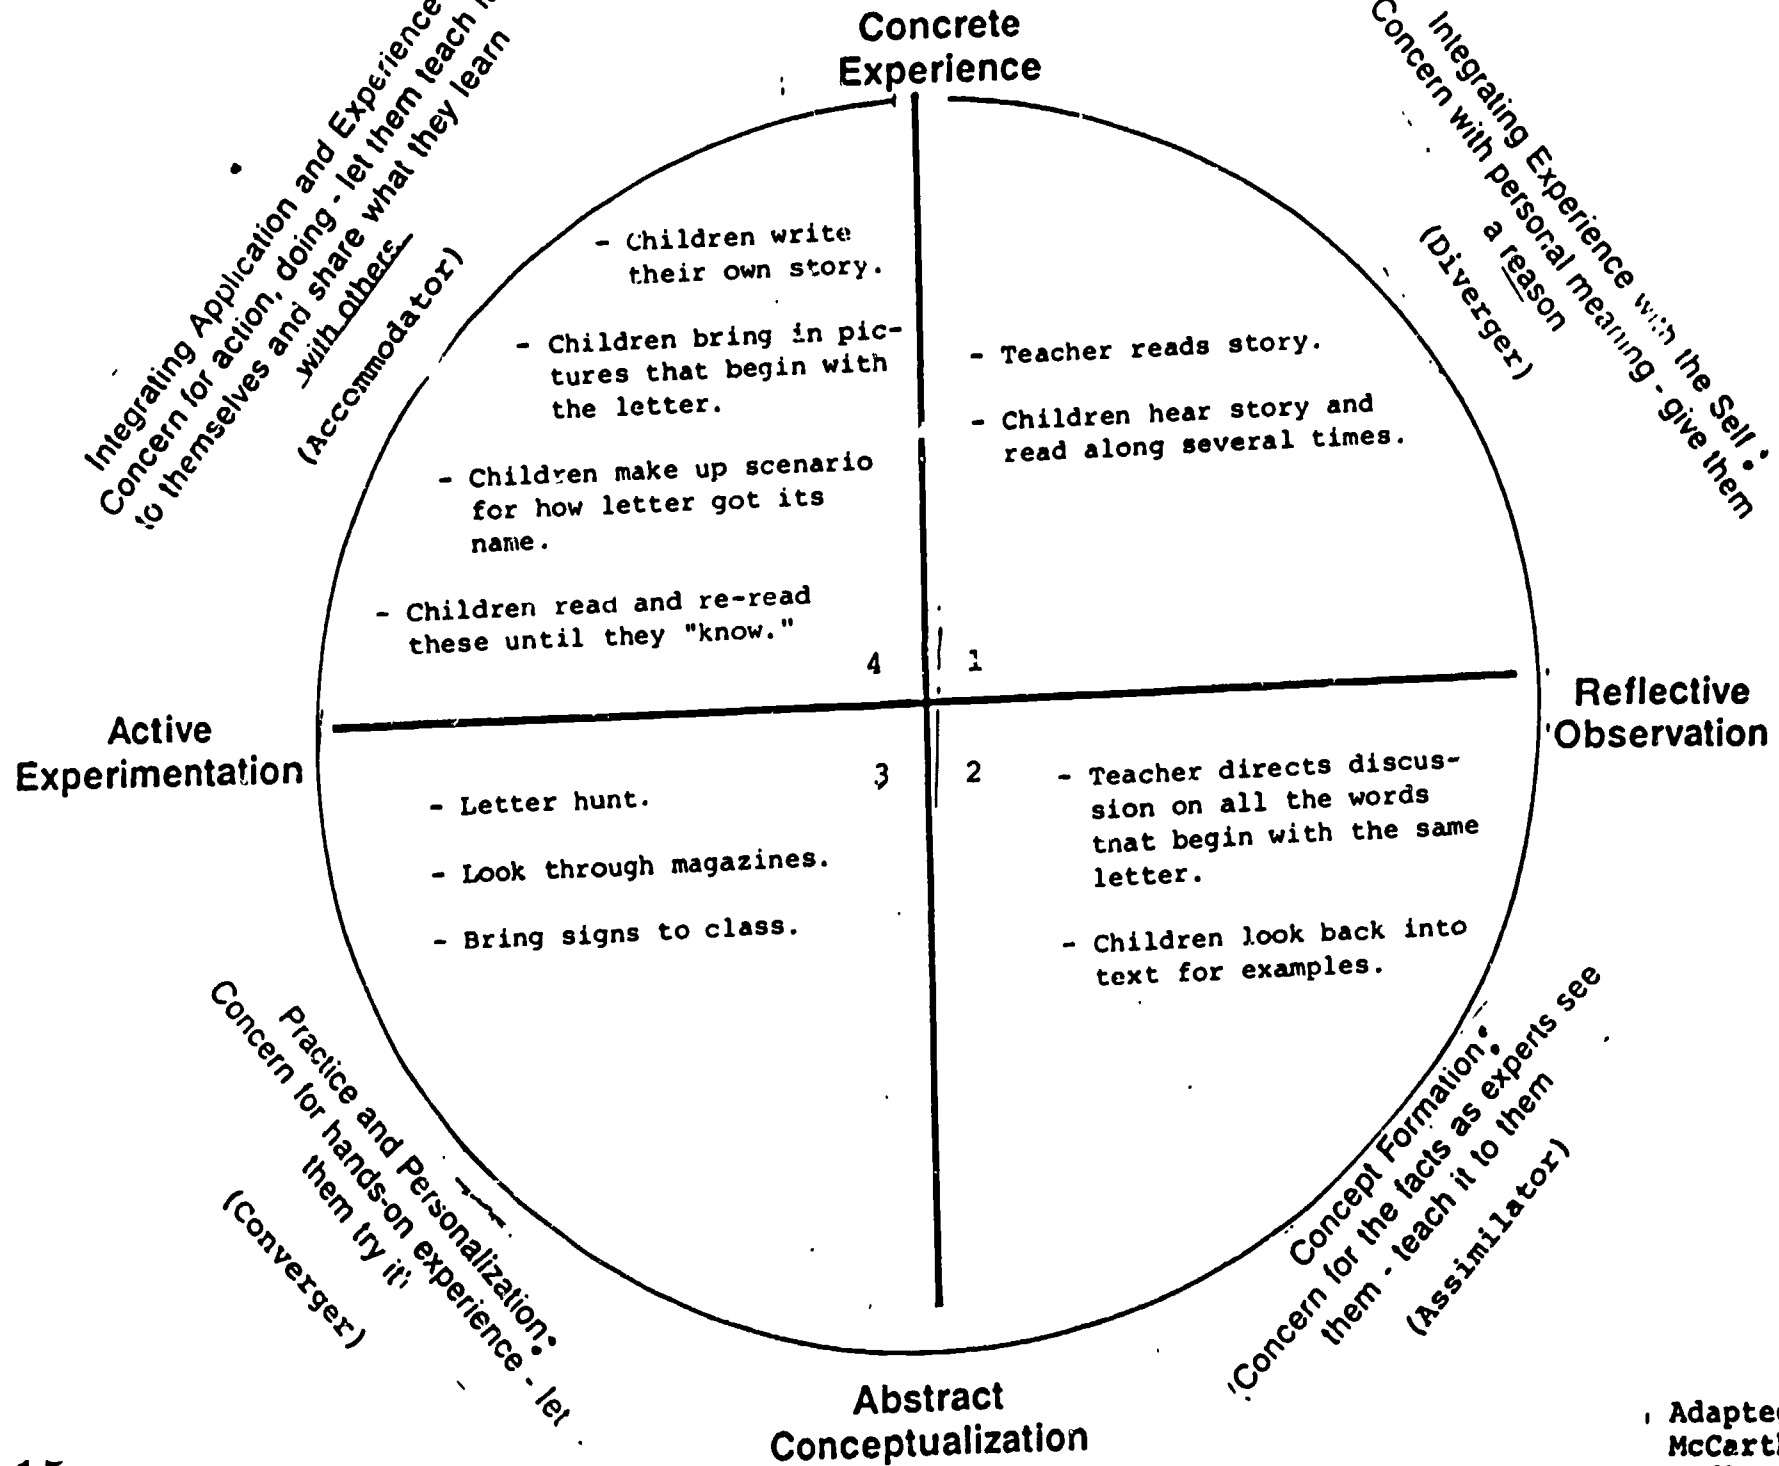 Concrete
Experience
Integrating Application and Experience
Concern for action, doing - let them teach
to themselves and share what they learn
with others
(Accommodator)
Integrating Experience with the Self:
Concern with personal meaning - give them
a reason
(Diverger)
- Children write
their own story.
- Children bring in pic-
tures that begin with
the letter.
- Children make up scenario
for how letter got its
name.
- Children read and re-read
these until they "know."
4
- Teacher reads story.
- Children hear story and
read along several times.
1
Active
Experimentation
Reflective
Observation
3
- Letter hunt.
- Look through magazines.
- Bring signs to class.
2
- Teacher directs discus-
sion on all the words
that begin with the same
letter.
- Children look back into
text for examples.
Practice and Personalization:
Concern for hands-on experience - let
them try it
(Converger)
Concept Formation:
Concern for the facts as experts see
them - teach it to them
(Assimilator)
Abstract
Conceptualization